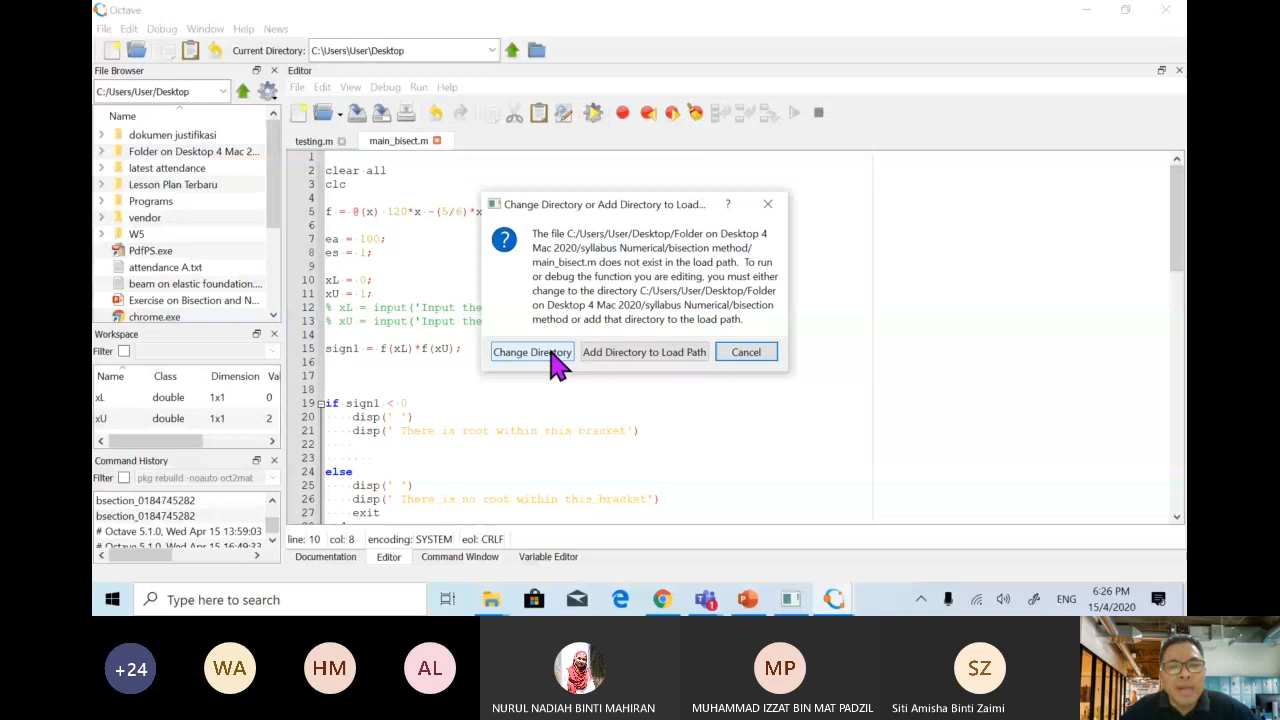 Octave
File Edit Debug Window Help News
Current Directory: C:\Users\User\Desktop
File Browser
Editor
C:/Users/User/Desktop
File Edit View Debug Run Help
Name
dokumen justifikasi
Folder on Desktop 4 Mac 2...
latest attendance
Lesson Plan Terbaru
Programs
vendor
W5
PdfPS.exe
attendance A.txt
beam on elastic foundation...
Exercise on Bisection and N...
chrome.exe
testing.m
main_bisect.m
1
2 clear all
3 clc
4
5 f = @(x) 120*x -(5/6)*x
6
7 ea = 100;
8 es = 1;
9
10 xL = 0;
11 xU = 1;
12 % xL = input('Input the
13 % xU = input('Input the
14
15 sign1 = f(xL)*f(xU);
16
17
18
19 if sign1 < 0
20 disp(' ')
21 disp(' There is root within this bracket')
22
23
24 else
25 disp(' ')
26 disp(' There is no root within this bracket')
27 exit
Change Directory or Add Directory to Load...
?
The file C:/Users/User/Desktop/Folder on Desktop 4
Mac 2020/syllabus Numerical/bisection method/
main_bisect.m does not exist in the load path. To run
or debug the function you are editing, you must either
change to the directory C:/Users/User/Desktop/Folder
on Desktop 4 Mac 2020/syllabus Numerical/bisection
method or add that directory to the load path.
Change Directory
Add Directory to Load Path
Cancel
Workspace
Filter
Name Class Dimension Va
xL double 1x1 0
xU double 1x1 2
Command History
Filter pkg rebuild -noauto oct2mat
bsection_0184745282
bsection_0184745282
# Octave 5.1.0, Wed Apr 15 13:59:03
# Octave 5.1.0, Wed Apr 15 16:49:33
line: 10 col: 8 encoding: SYSTEM eol: CRLF
Documentation Editor Command Window Variable Editor
Type here to search
1
ENG
6:26 PM
15/4/2020
+24
WA
HM
AL
MP
SZ
NURUL NADIAH BINTI MAHIRAN
MUHAMMAD IZZAT BIN MAT PADZIL
Siti Amisha Binti Zaimi